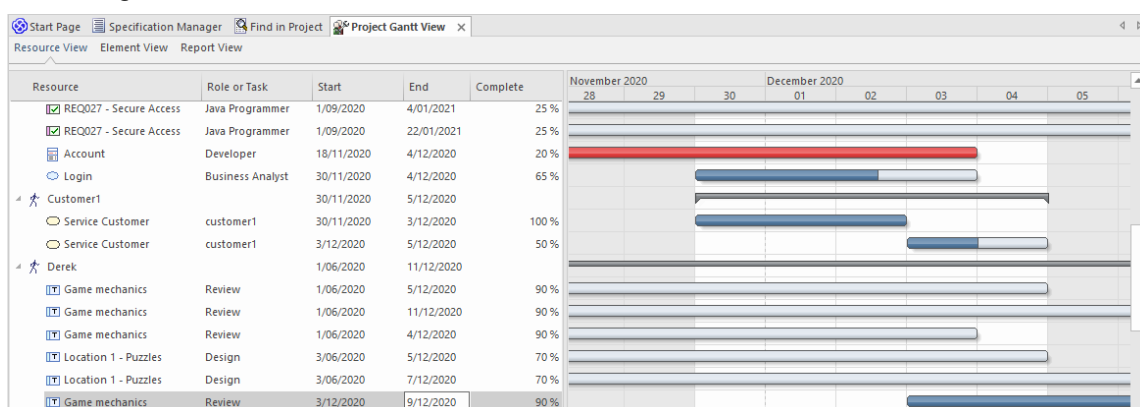 Start Page Specification Manager Find in Project Project Gantt View
Resource View Element View Report View
Resource Role or Task Start End Complete November 2020 December 2020
28 29 30 01 02 03 04 05
REQ027 - Secure Access Java Programmer 1/09/2020 4/01/2021 25 %
REQ027 - Secure Access Java Programmer 1/09/2020 22/01/2021 25 %
Account Developer 18/11/2020 4/12/2020 20 %
Login Business Analyst 30/11/2020 4/12/2020 65 %
Customer1 30/11/2020 5/12/2020
Service Customer customer1 30/11/2020 3/12/2020 100 %
Service Customer customer1 3/12/2020 5/12/2020 50 %
Derek 1/06/2020 11/12/2020
Game mechanics Review 1/06/2020 5/12/2020 90 %
Game mechanics Review 1/06/2020 11/12/2020 90 %
Game mechanics Review 1/06/2020 4/12/2020 90 %
Location 1 - Puzzles Design 3/06/2020 5/12/2020 70 %
Location 1 - Puzzles Design 3/06/2020 7/12/2020 70 %
Game mechanics Review 3/12/2020 9/12/2020 90 %